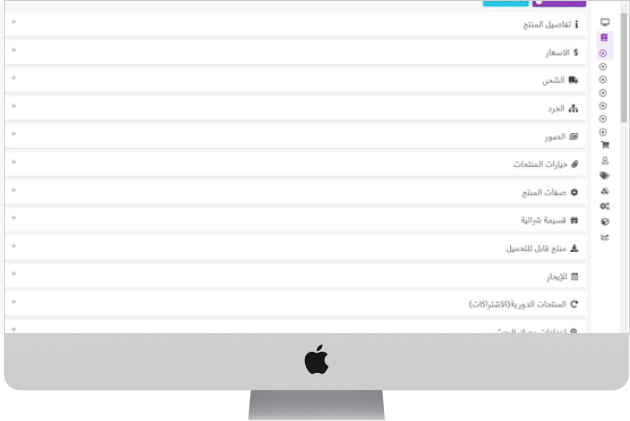 تفاصيل المنتج
الاسعار
الشحن
الجرد
الصور
خيارات المنتجات
صفات المنتج
قسيمة شرائية
منتج قابل للتحميل
للإيجار
المنتجات الدورية(الاشتراكات)